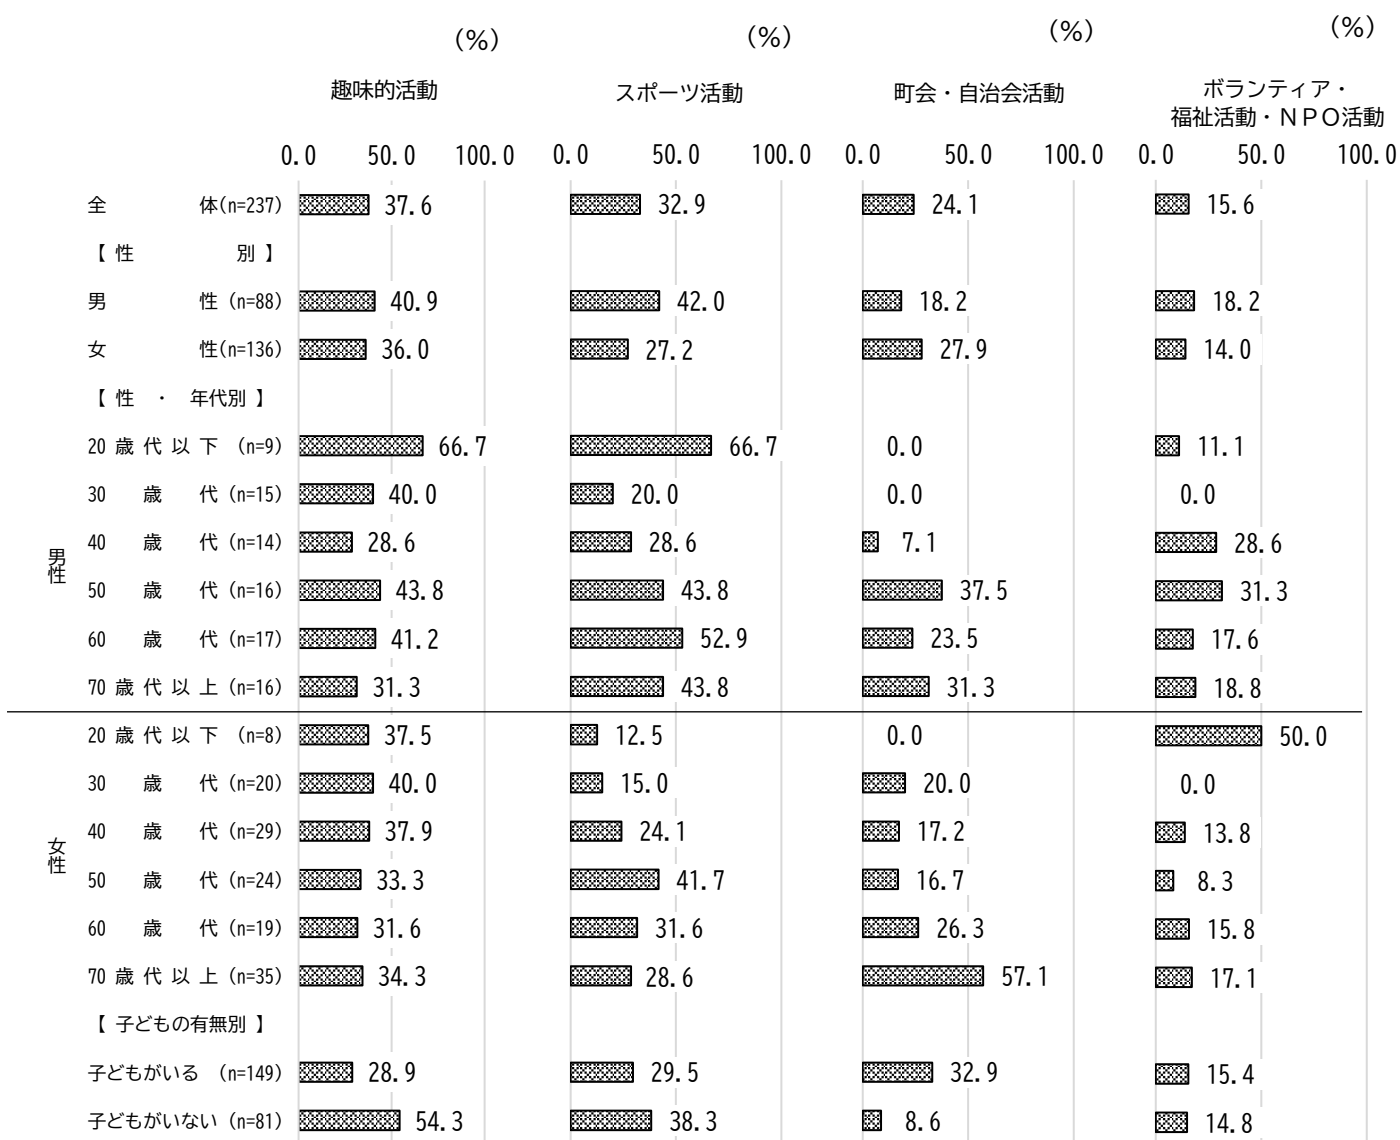 (%) (%) (%) (%)
趣味的活動 スポーツ活動 町会・自治会活動 ボランティア・
福祉活動・ＮＰＯ活動
0.0 50.0 100.0 0.0 50.0 100.0 0.0 50.0 100.0 0.0 50.0 100.0
全 体(n=237) 37.6 32.9 24.1 15.6
【 性 別 】
男 性 (n=88) 40.9 42.0 18.2 18.2
女 性(n=136) 36.0 27.2 27.9 14.0
【 性 ・ 年代別 】
男性
20 歳 代 以 下 (n=9) 66.7 66.7 0.0 11.1
30 歳 代 (n=15) 40.0 20.0 0.0 0.0
40 歳 代 (n=14) 28.6 28.6 7.1 28.6
50 歳 代 (n=16) 43.8 43.8 37.5 31.3
60 歳 代 (n=17) 41.2 52.9 23.5 17.6
70 歳 代 以 上 (n=16) 31.3 43.8 31.3 18.8
女性
20 歳 代 以 下 (n=8) 37.5 12.5 0.0 50.0
30 歳 代 (n=20) 40.0 15.0 20.0 0.0
40 歳 代 (n=29) 37.9 24.1 17.2 13.8
50 歳 代 (n=24) 33.3 41.7 16.7 8.3
60 歳 代 (n=19) 31.6 31.6 26.3 15.8
70 歳 代 以 上 (n=35) 34.3 28.6 57.1 17.1
【 子どもの有無別 】
子どもがいる (n=149) 28.9 29.5 32.9 15.4
子どもがいない (n=81) 54.3 38.3 8.6 14.8